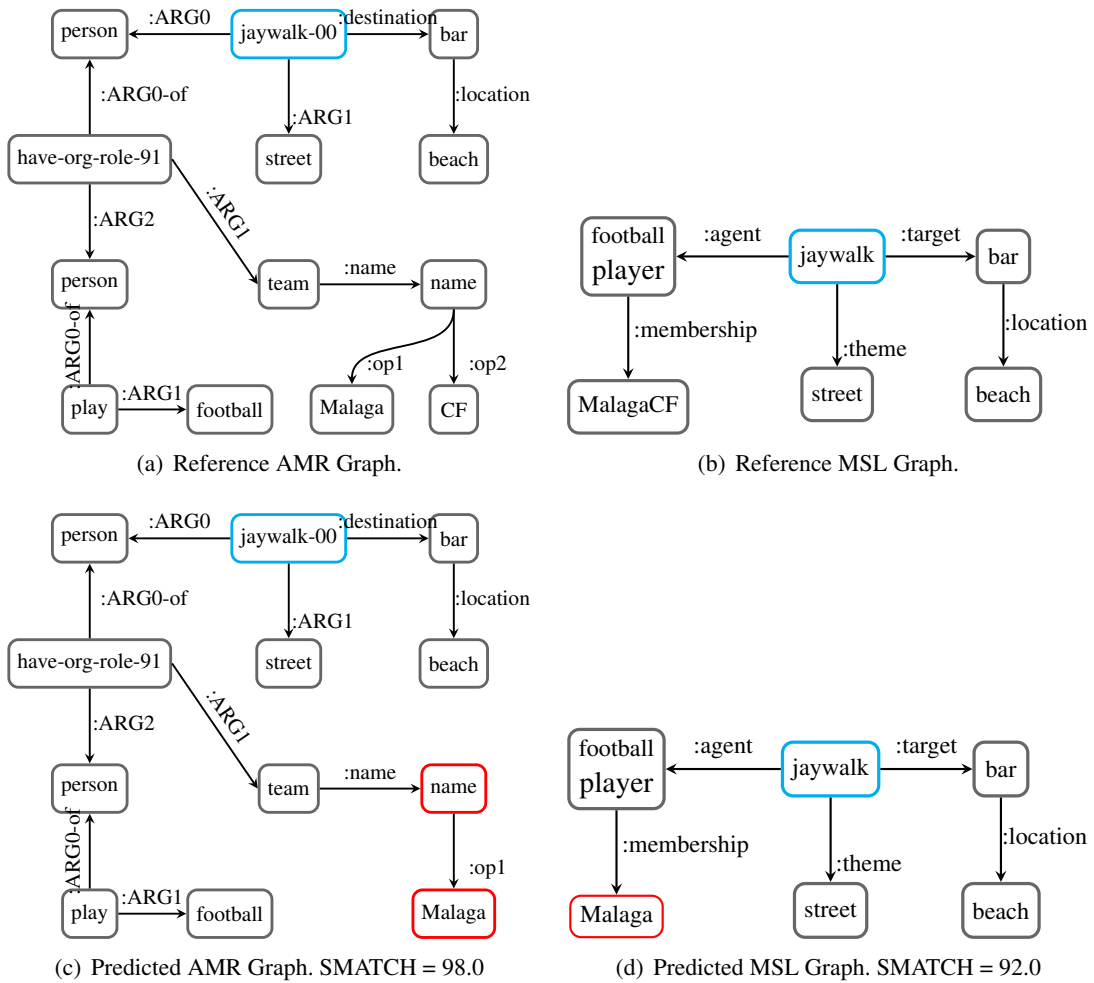 :ARG0
:destination
person
jaywalk-00
bar
:ARG0-of
:ARG1
:location
have-org-role-91
street
beach
:ARG2
:ARG1
person
team
:name
name
:ARG0-of
:op1
:op2
play
:ARG1
football
Malaga
CF
(a) Reference AMR Graph.
football
player
:agent
jaywalk
:target
bar
:membership
:theme
:location
MalagaCF
street
beach
(b) Reference MSL Graph.
:ARG0
:destination
person
jaywalk-00
bar
:ARG0-of
:ARG1
:location
have-org-role-91
street
beach
:ARG2
:ARG1
person
team
:name
name
:ARG0-of
:op1
play
:ARG1
football
Malaga
(c) Predicted AMR Graph. SMATCH = 98.0
football
player
:agent
jaywalk
:target
bar
:membership
:theme
:location
Malaga
street
beach
(d) Predicted MSL Graph. SMATCH = 92.0